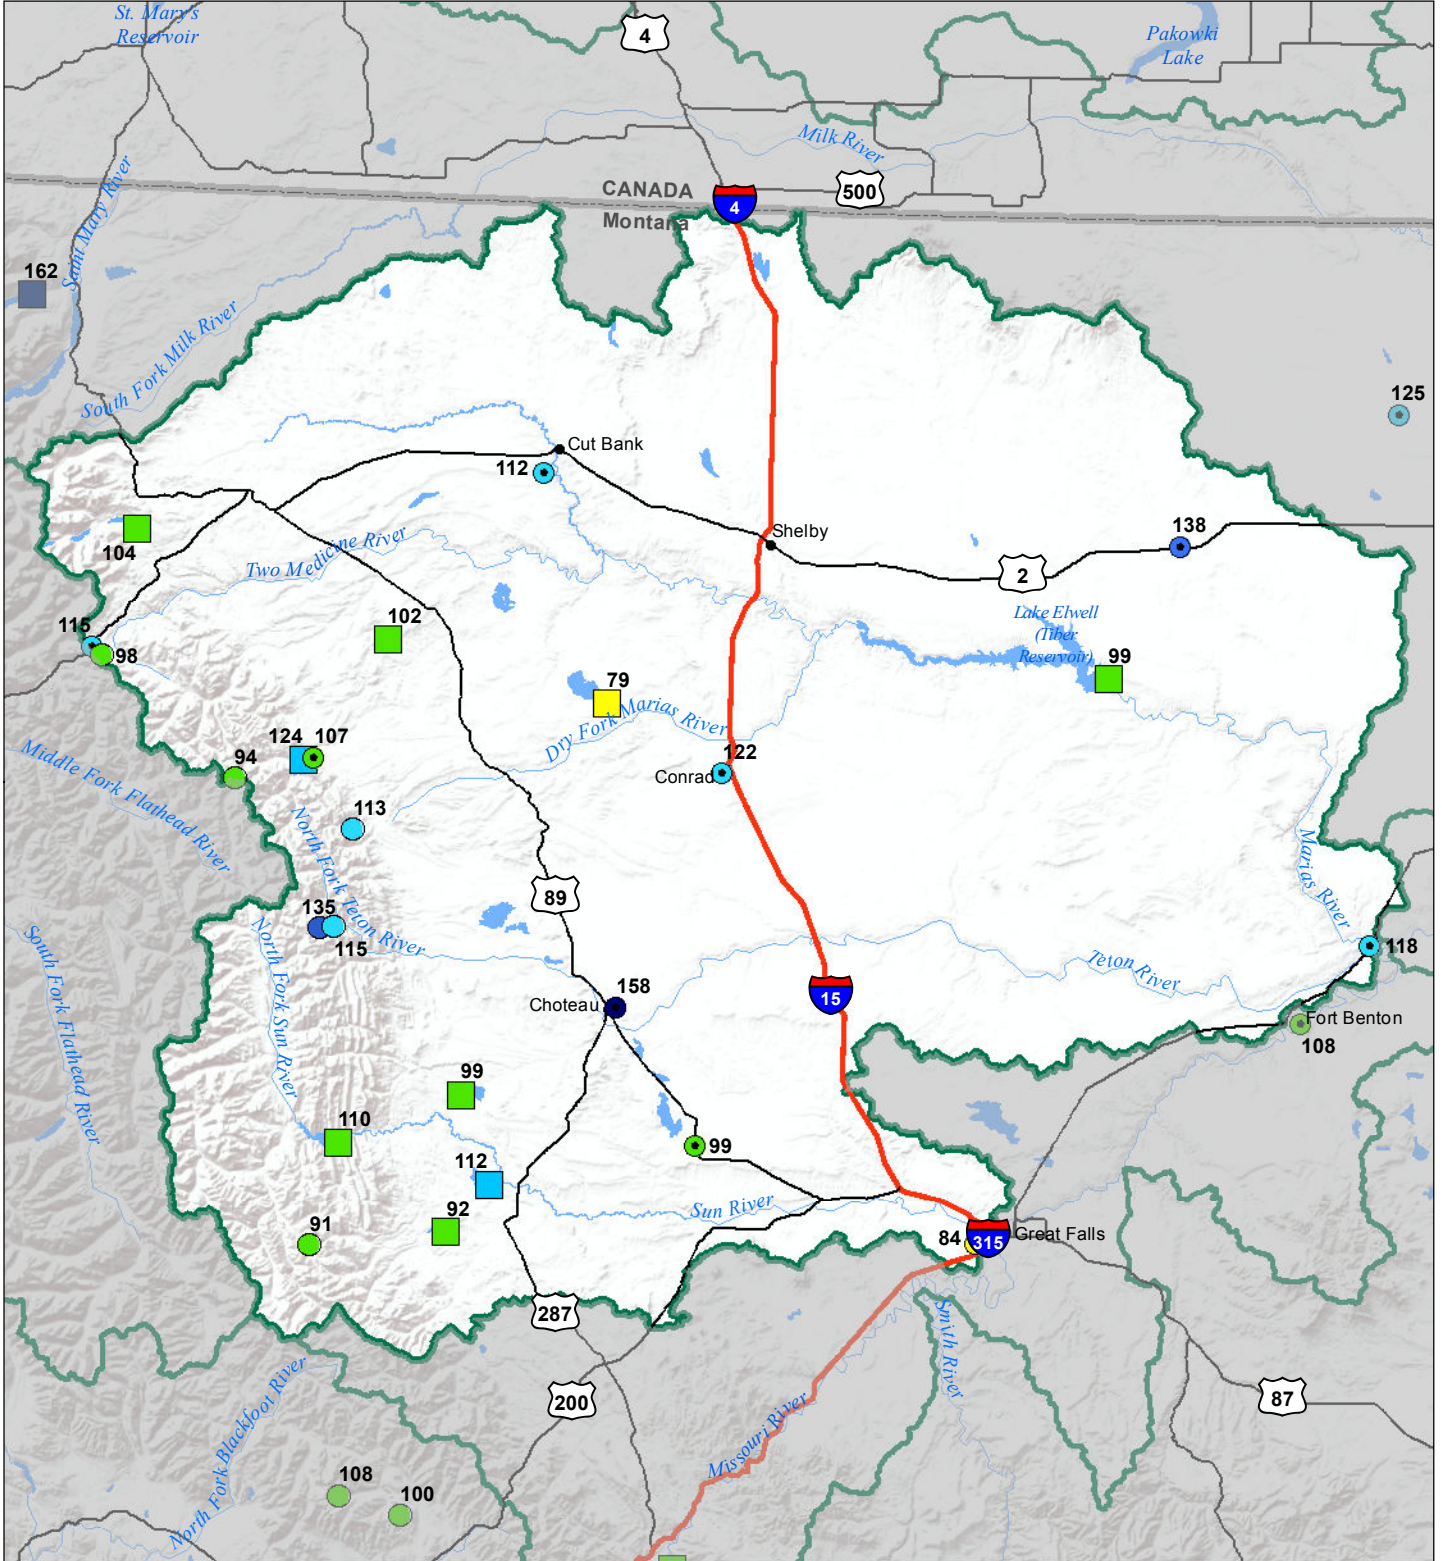 St. Mary's
Reservoir
4
Pakowki
Lake
Milk River
CANADA
500
4
Montana
Saint Mary River
162
South Fork Milk River
125
Cut Bank
112
138
Shelby
104
Two Medicine River
2
102
Lake Elwell
(Tiber
Reservoir)
115
98
99
79
Dry Fork Marias River
124
107
122
94
Conrad
Middle Fork Flathead River
113
North Fork Teton River
Marias River
89
135
115
118
South Fork Flathead River
North Fork Sun River
Teton River
158
15
Choteau
Fort Benton
108
99
110
99
112
92
Sun River
91
84
315
Great Falls
287
Smith River
200
87
Missouri River
North Fork Blackfoot River
108
100